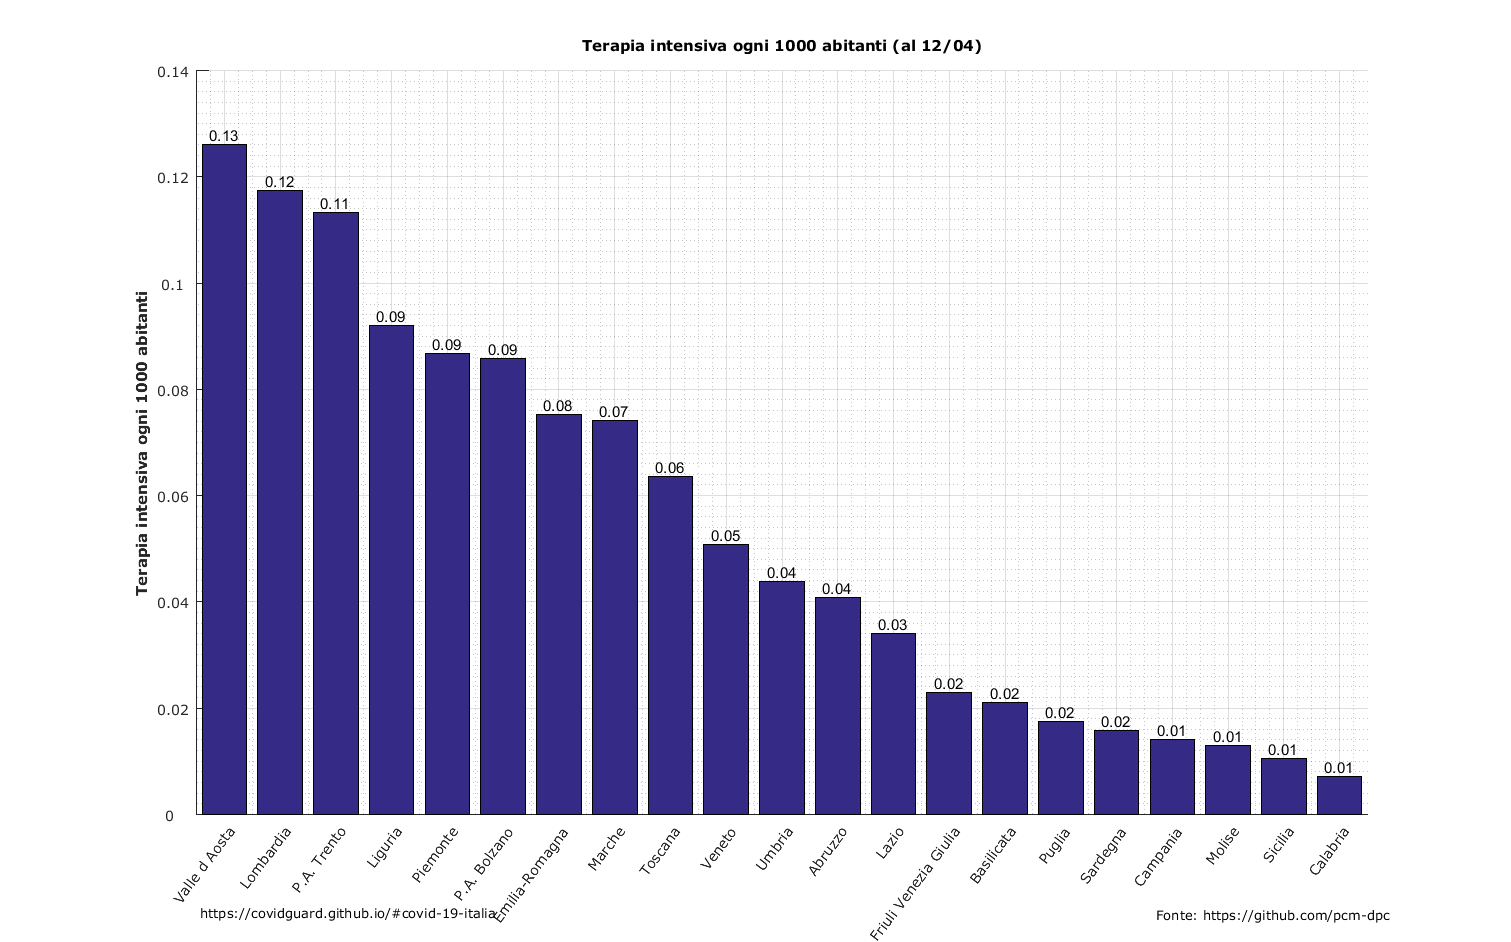 Terapia intensiva ogni 1000 abitanti (al 12/04)
Terapia intensiva ogni 1000 abitanti
0.14
0.12
0.1
0.08
0.06
0.04
0.02
0
0.13
0.12
0.11
0.09
0.09
0.09
0.08
0.07
0.06
0.05
0.04
0.04
0.03
0.02
0.02
0.02
0.02
0.01
0.01
0.01
0.01
Valle d Aosta
Lombardia
P.A. Trento
Liguria
Piemonte
P.A. Bolzano
Emilia-Romagna
Marche
Toscana
Veneto
Umbria
Abruzzo
Lazio
Friuli Venezia Giulia
Basilicata
Puglia
Sardegna
Campania
Molise
Sicilia
Calabria
https://covidguard.github.io/#covid-19-italia
Fonte: https://github.com/pcm-dpc